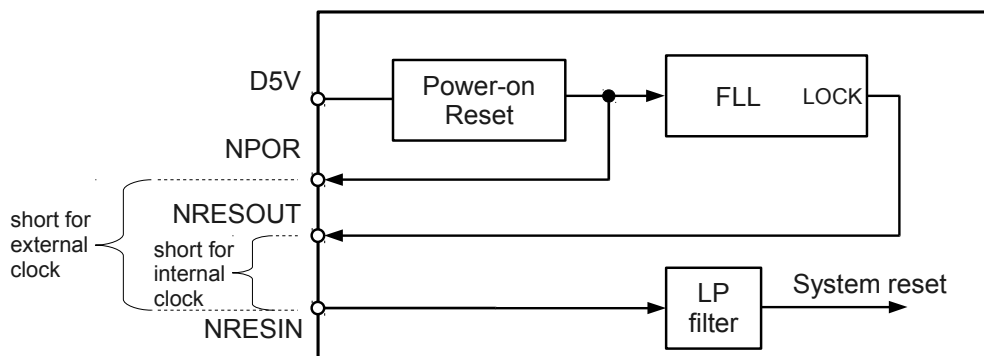 D5V
Power-on
Reset
FLL
LOCK
NPOR
NRESOUT
short for
external
clock
short for
internal
clock
NRESIN
LP
filter
System reset